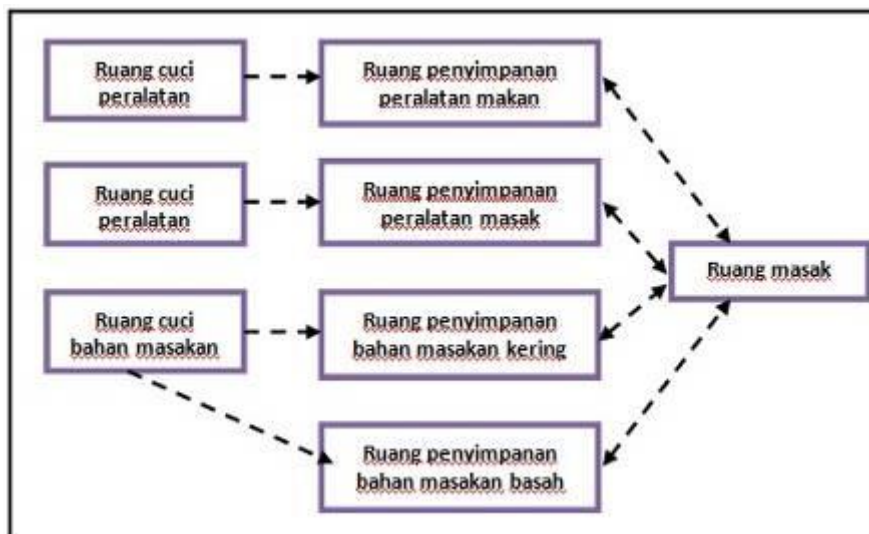 Ruang cuci
peralatan
Ruang penyimpanan
peralatan makan
Ruang cuci
peralatan
Ruang penyimpanan
peralatan masak
Ruang masak
Ruang cuci
bahan masakan
Ruang penyimpanan
bahan masakan kering
Ruang penyimpanan
bahan masakan basah